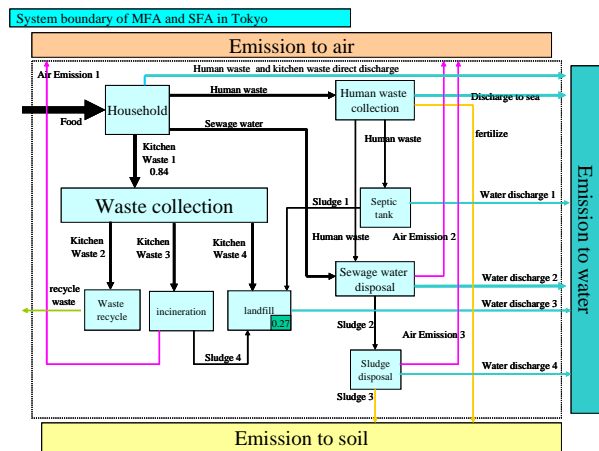 System boundary of MFA and SFA in Tokyo
Emission to air
Air Emission 1
Human waste and kitchen waste direct discharge
Human waste
Human waste
collection
Discharge to sea
Household
Food
Sewage water
Human waste
fertilize
Kitchen
Waste 1
0.84
Waste collection
Sludge 1
Septic
tank
Water discharge 1
Human waste
Air Emission 2
Kitchen
Waste 2
Kitchen
Waste 3
Kitchen
Waste 4
Sewage water
disposal
Water discharge 2
recycle
waste
Waste
recycle
incineration
landfill
0.27
Water discharge 3
Sludge 2
Air Emission 3
Sludge 4
Sludge
disposal
Water discharge 4
Sludge 3
Emission to water
Emission to soil